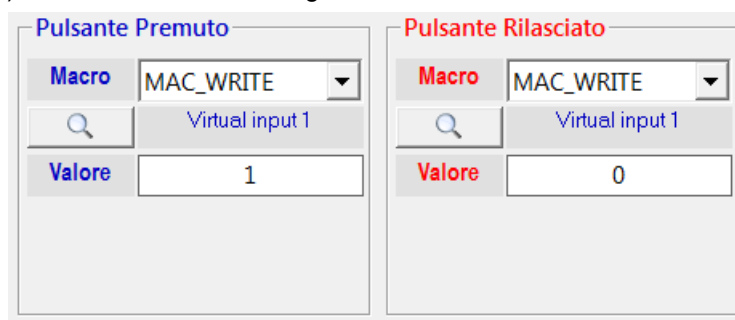 Pulsante Premuto
Macro MAC_WRITE
Virtual input 1
Valore 1
Pulsante Rilasciato
Macro MAC_WRITE
Virtual input 1
Valore 0